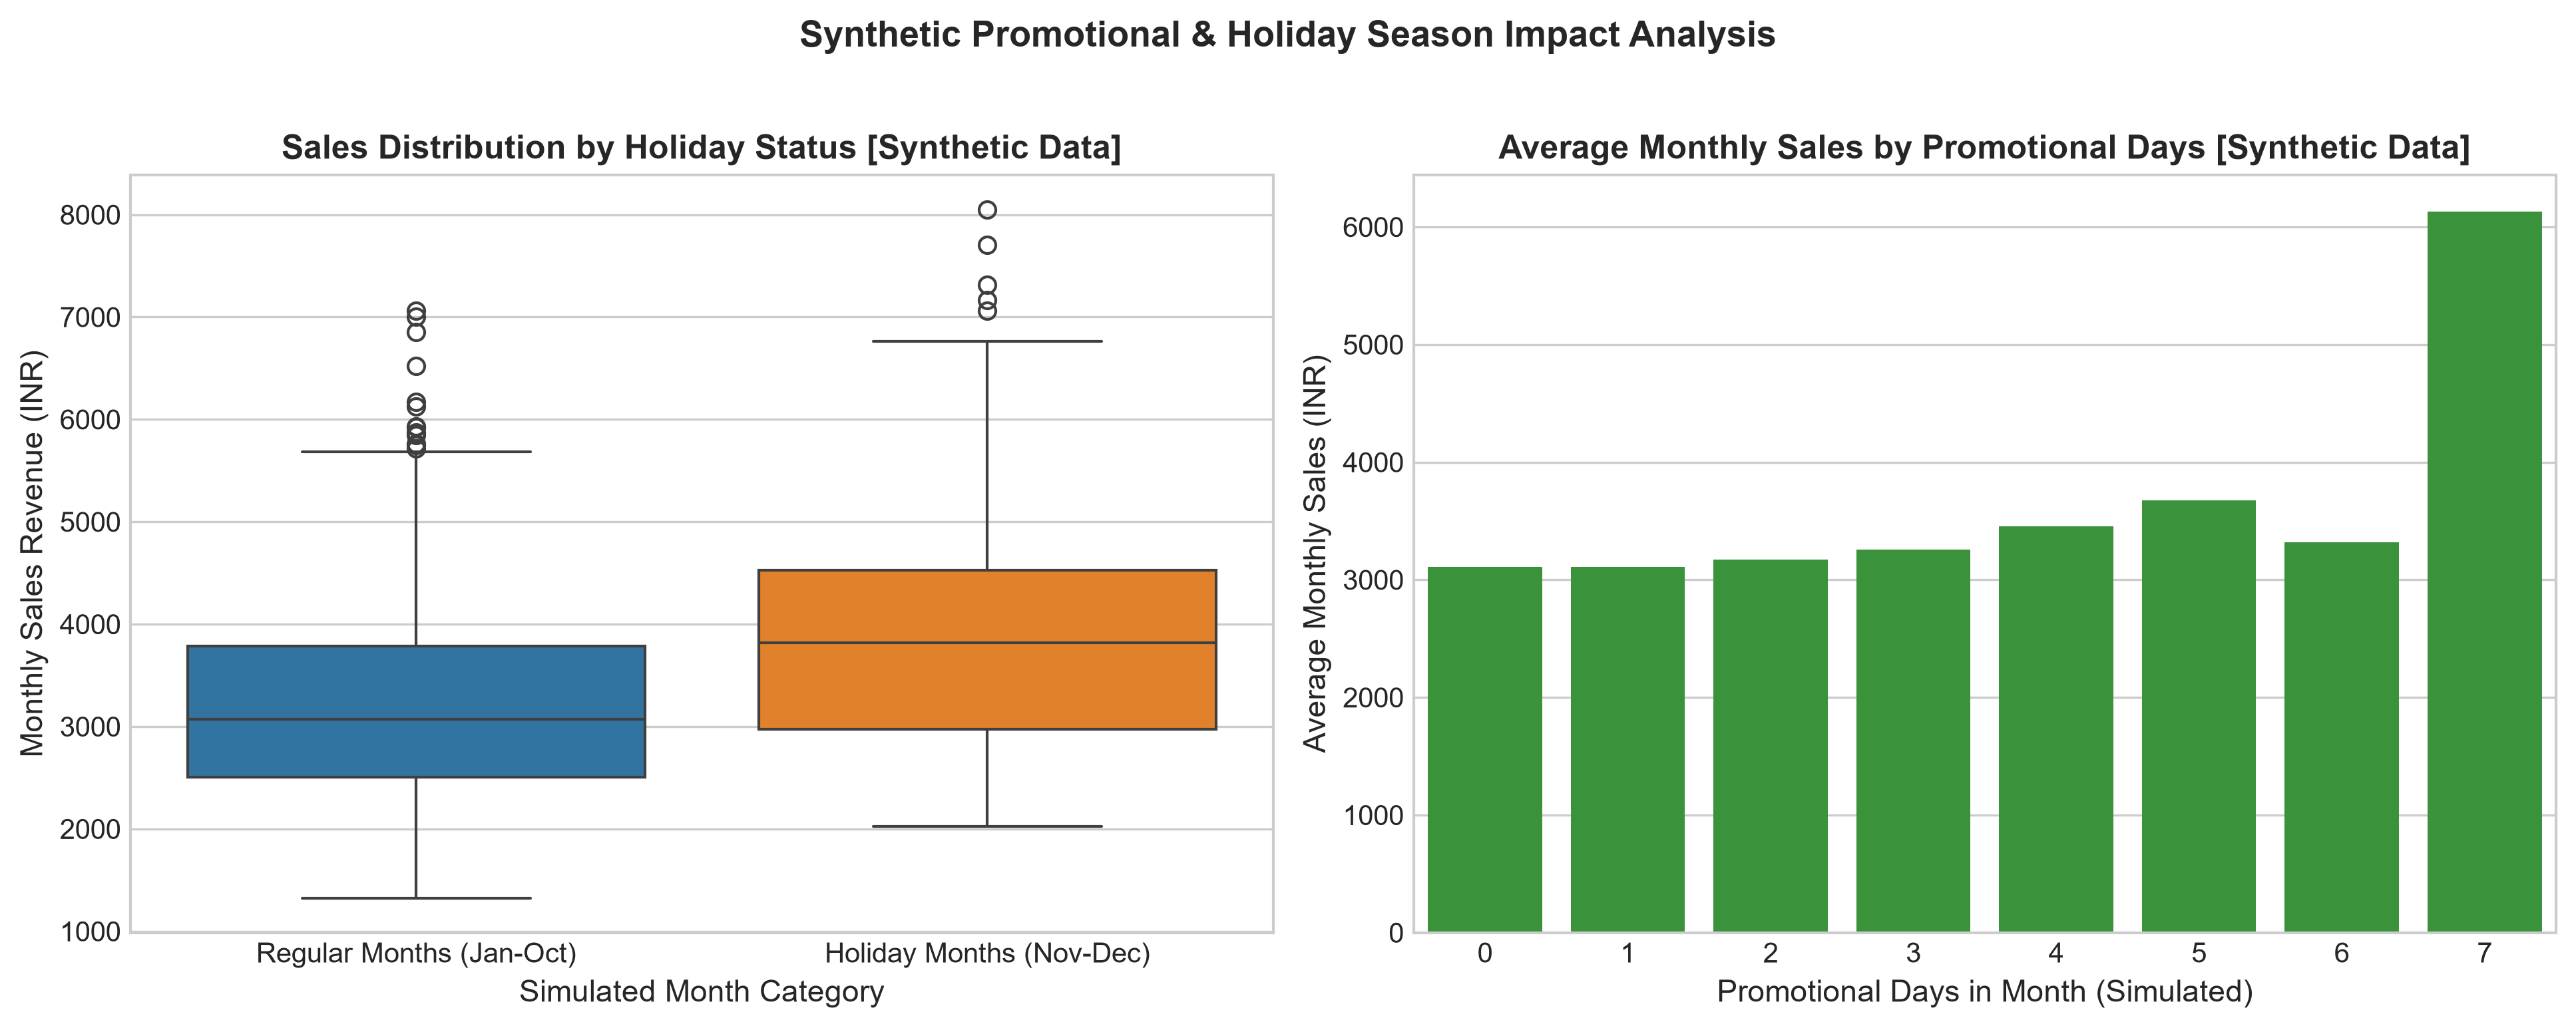 Synthetic Promotional & Holiday Season Impact Analysis
Sales Distribution by Holiday Status [Synthetic Data]
Monthly Sales Revenue (INR)
8000
7000
6000
5000
4000
3000
2000
1000
Regular Months (Jan-Oct)
Holiday Months (Nov-Dec)
Simulated Month Category
Average Monthly Sales by Promotional Days [Synthetic Data]
Average Monthly Sales (INR)
6000
5000
4000
3000
2000
1000
0
0 1 2 3 4 5 6 7
Promotional Days in Month (Simulated)